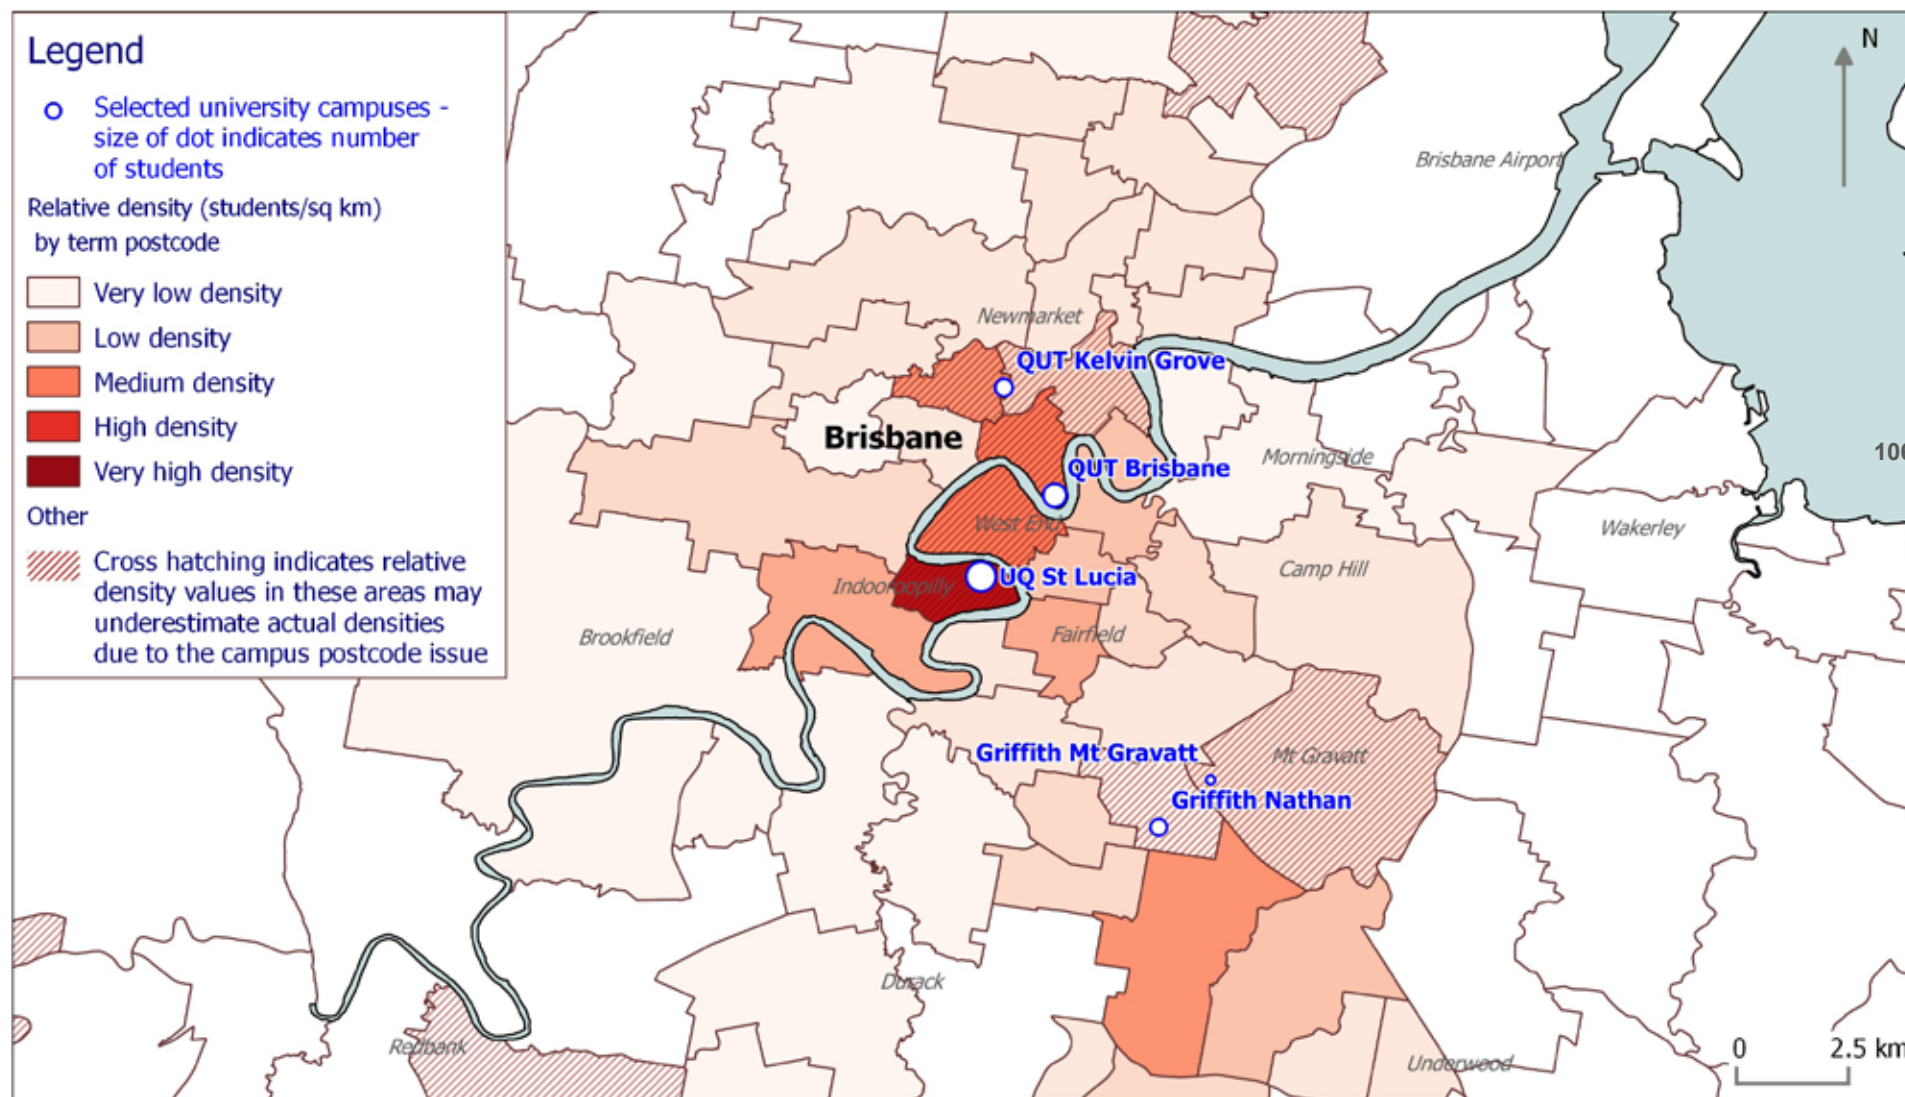 Legend
Selected university campuses -
size of dot indicates number
of students
Relative density (students/sq km)
by term postcode
Very low density
Low density
Medium density
High density
Very high density
Other
Cross hatching indicates relative
density values in these areas may
underestimate actual densities
due to the campus postcode issue
N
Brisbane Airport
Newmarket
QUT Kelvin Grove
Brisbane
Morningside
100
QUT Brisbane
West End
Wakerley
Camp Hill
UQ St Lucia
Indooroopilly
Brookfield
Fairfield
Griffith Mt Gravatt
Mt Gravatt
Griffith Nathan
Durack
Redbank
Underwood
0 2.5 km